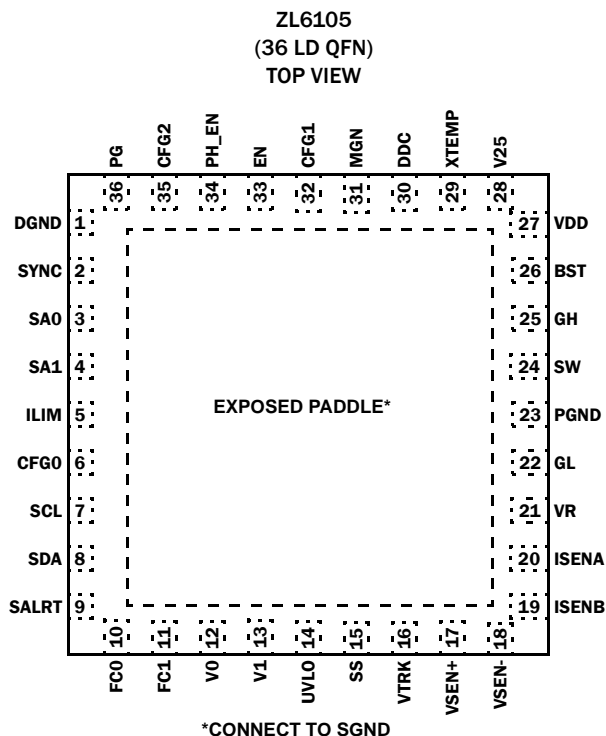 ZL6105
(36 LD QFN)
TOP VIEW
PG
CFG2
PH_EN
EN
CFG1
MGN
DDC
XTEMP
V25
36
35
34
33
32
31
30
29
28
DGND 1
SYNC 2
SA0 3
SA1 4
ILIM 5
CFG0 6
SCL 7
SDA 8
SALRT 9
27 VDD
26 BST
25 GH
24 SW
23 PGND
22 GL
21 VR
20 ISENA
19 ISENB
EXPOSED PADDLE*
10
11
12
13
14
15
16
17
18
FC0
FC1
V0
V1
UVLO
SS
VTRK
VSEN+
VSEN-
*CONNECT TO SGND